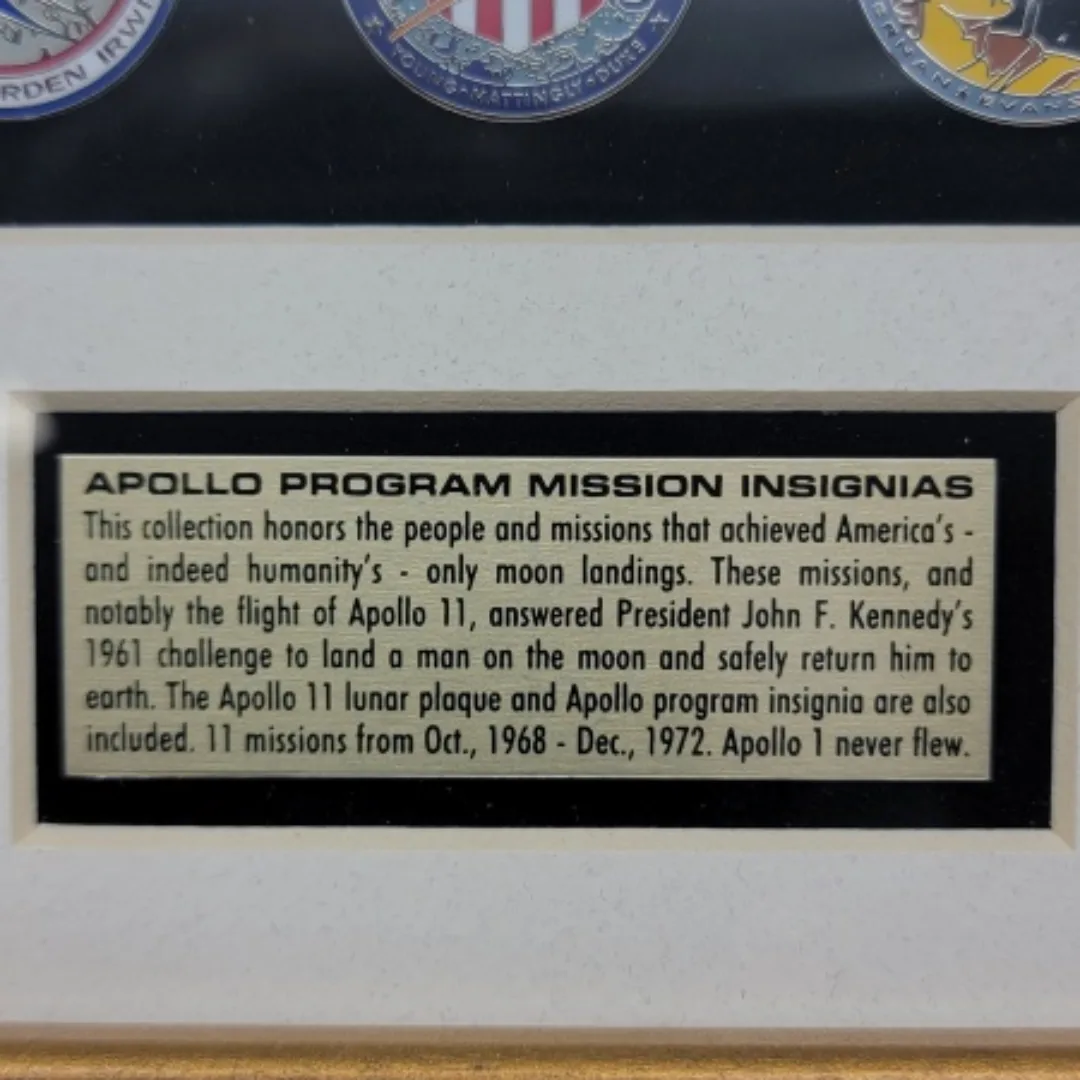 RDEN IRW
YOUNG MATTINGLY DUKE
RNAN EVANS
APOLLO PROGRAM MISSION INSIGNIAS
This collection honors the people and missions that achieved America's -
and indeed humanity's - only moon landings. These missions, and
notably the flight of Apollo 11, answered President John F. Kennedy's
1961 challenge to land a man on the moon and safely return him to
earth. The Apollo 11 lunar plaque and Apollo program insignia are also
included. 11 missions from Oct., 1968 - Dec., 1972. Apollo 1 never flew.